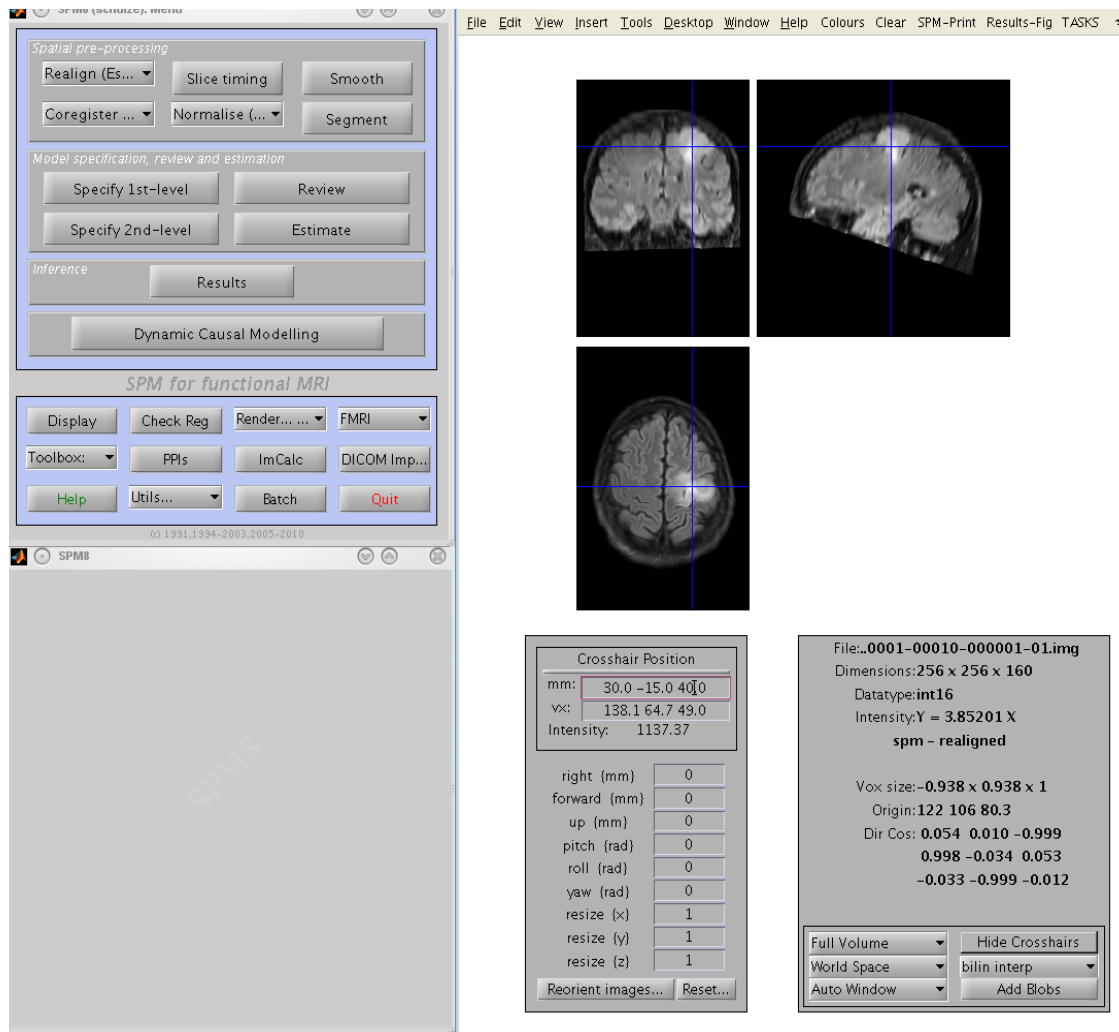 SPM8 (schulze): Menu
Spatial pre-processing
Realign (Es...
Slice timing
Smooth
Coregister ...
Normalise (...
Segment
Model specification, review and estimation
Specify 1st-level
Review
Specify 2nd-level
Estimate
Inference
Results
Dynamic Causal Modelling
SPM for functional MRI
Display
Check Reg
Render... ...
FMRI
Toolbox:
PPIs
ImCalc
DICOM Imp...
Help
Utils...
Batch
Quit
(c) 1991,1994-2003,2005-2010
SPM8
SPM8
File Edit View Insert Tools Desktop Window Help Colours Clear SPM-Print Results-Fig TASKS
Crosshair Position
mm: 30.0 -15.0 40.0
vx: 138.1 64.7 49.0
Intensity: 1137.37
right {mm} 0
forward {mm} 0
up {mm} 0
pitch {rad} 0
roll {rad} 0
yaw {rad} 0
resize {x} 1
resize {y} 1
resize {z} 1
Reorient images... Reset...
File:..0001-00010-000001-01.img
Dimensions:256 x 256 x 160
Datatype:int16
Intensity:Y = 3.85201 X
spm - realigned
Vox size:-0.938 x 0.938 x 1
Origin:122 106 80.3
Dir Cos: 0.054 0.010 -0.999
0.998 -0.034 0.053
-0.033 -0.999 -0.012
Full Volume
Hide Crosshairs
World Space
bilin interp
Auto Window
Add Blobs